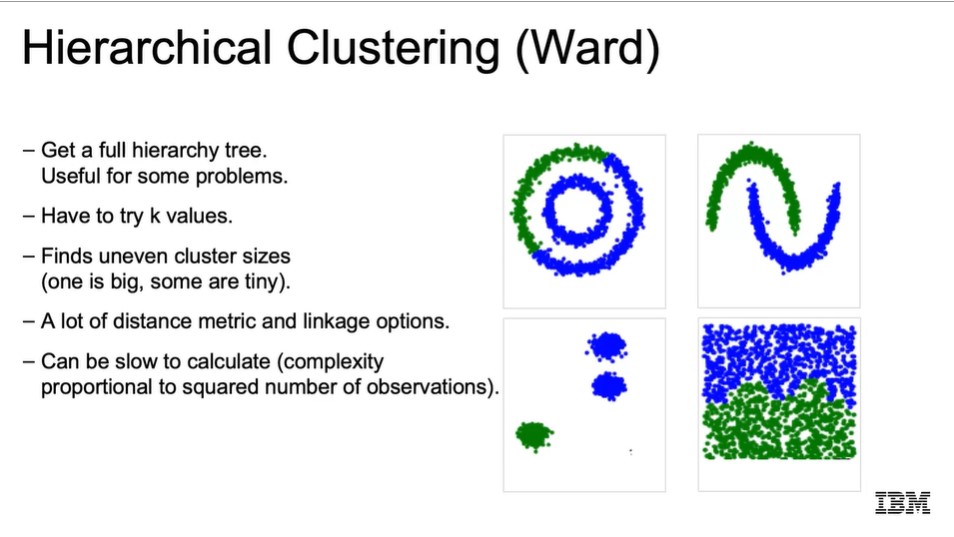 Hierarchical Clustering (Ward)
– Get a full hierarchy tree.
Useful for some problems.
– Have to try k values.
– Finds uneven cluster sizes
(one is big, some are tiny).
– A lot of distance metric and linkage options.
– Can be slow to calculate (complexity
proportional to squared number of observations).
IBM